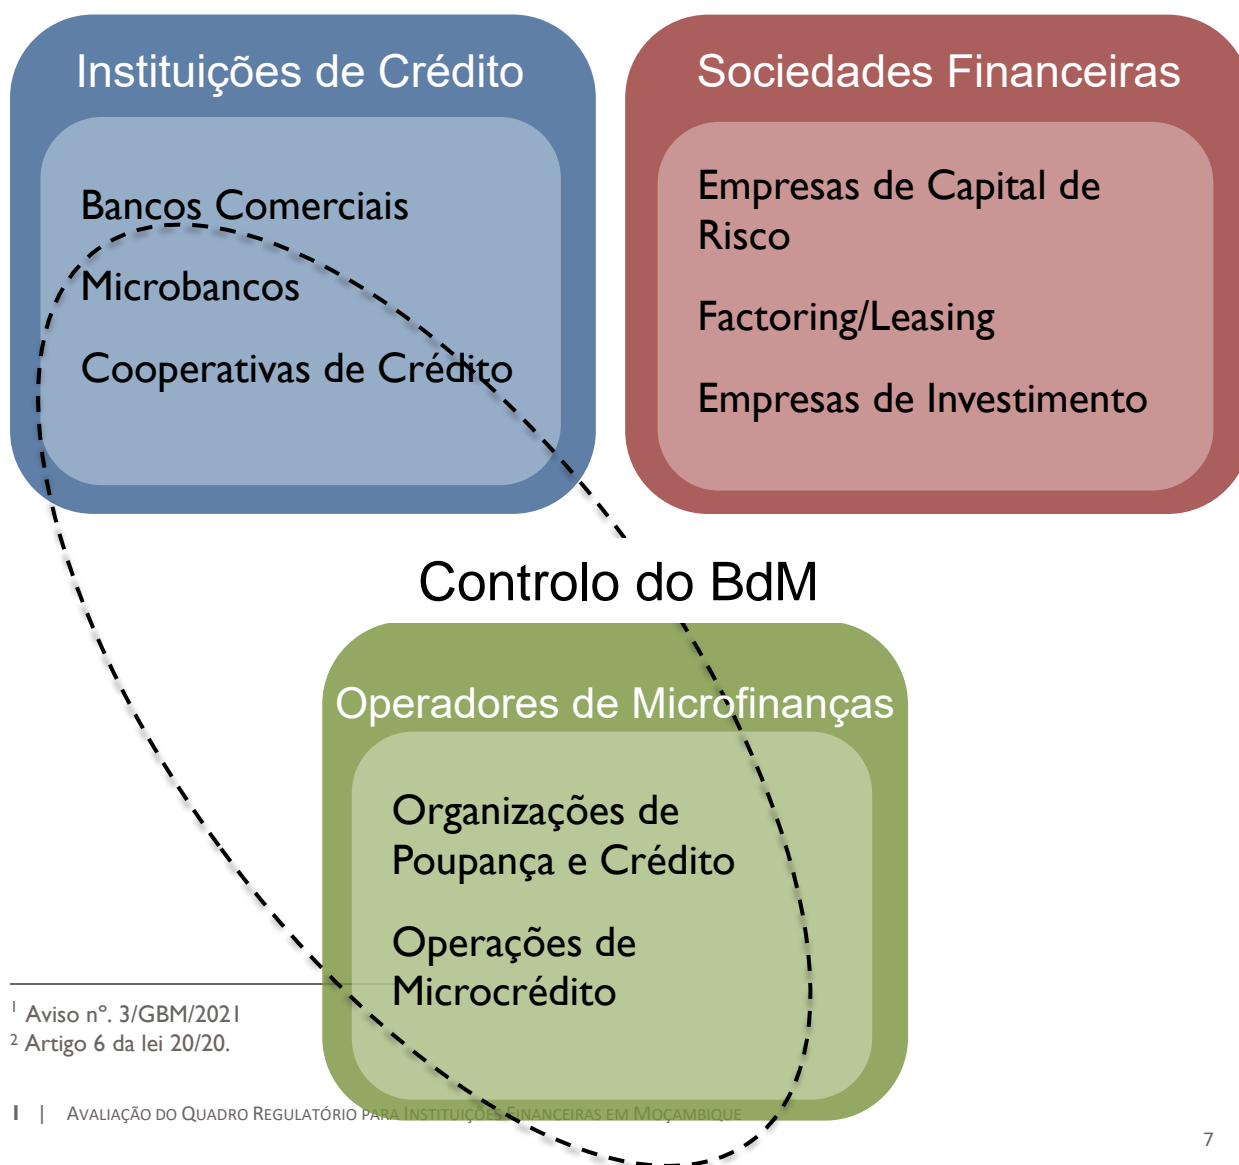 Instituições de Crédito
Bancos Comerciais
Microbancos
Cooperativas de Crédito
Sociedades Financeiras
Empresas de Capital de
Risco
Factoring/Leasing
Empresas de Investimento
Controlo do BdM
Operadores de Microfinanças
Organizações de
Poupança e Crédito
Operações de
Microcrédito
1 Aviso nº. 3/GBM/2021
2 Artigo 6 da lei 20/20.
1 | AVALIAÇÃO DO QUADRO REGULATÓRIO PARA INSTITUIÇÕES FINANCEIRAS EM MOÇAMBIQUE
7